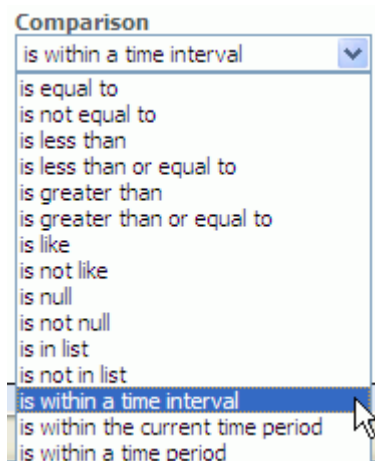 Comparison
is within a time interval
is equal to
is not equal to
is less than
is less than or equal to
is greater than
is greater than or equal to
is like
is not like
is null
is not null
is in list
is not in list
is within a time interval
is within the current time period
is within a time period